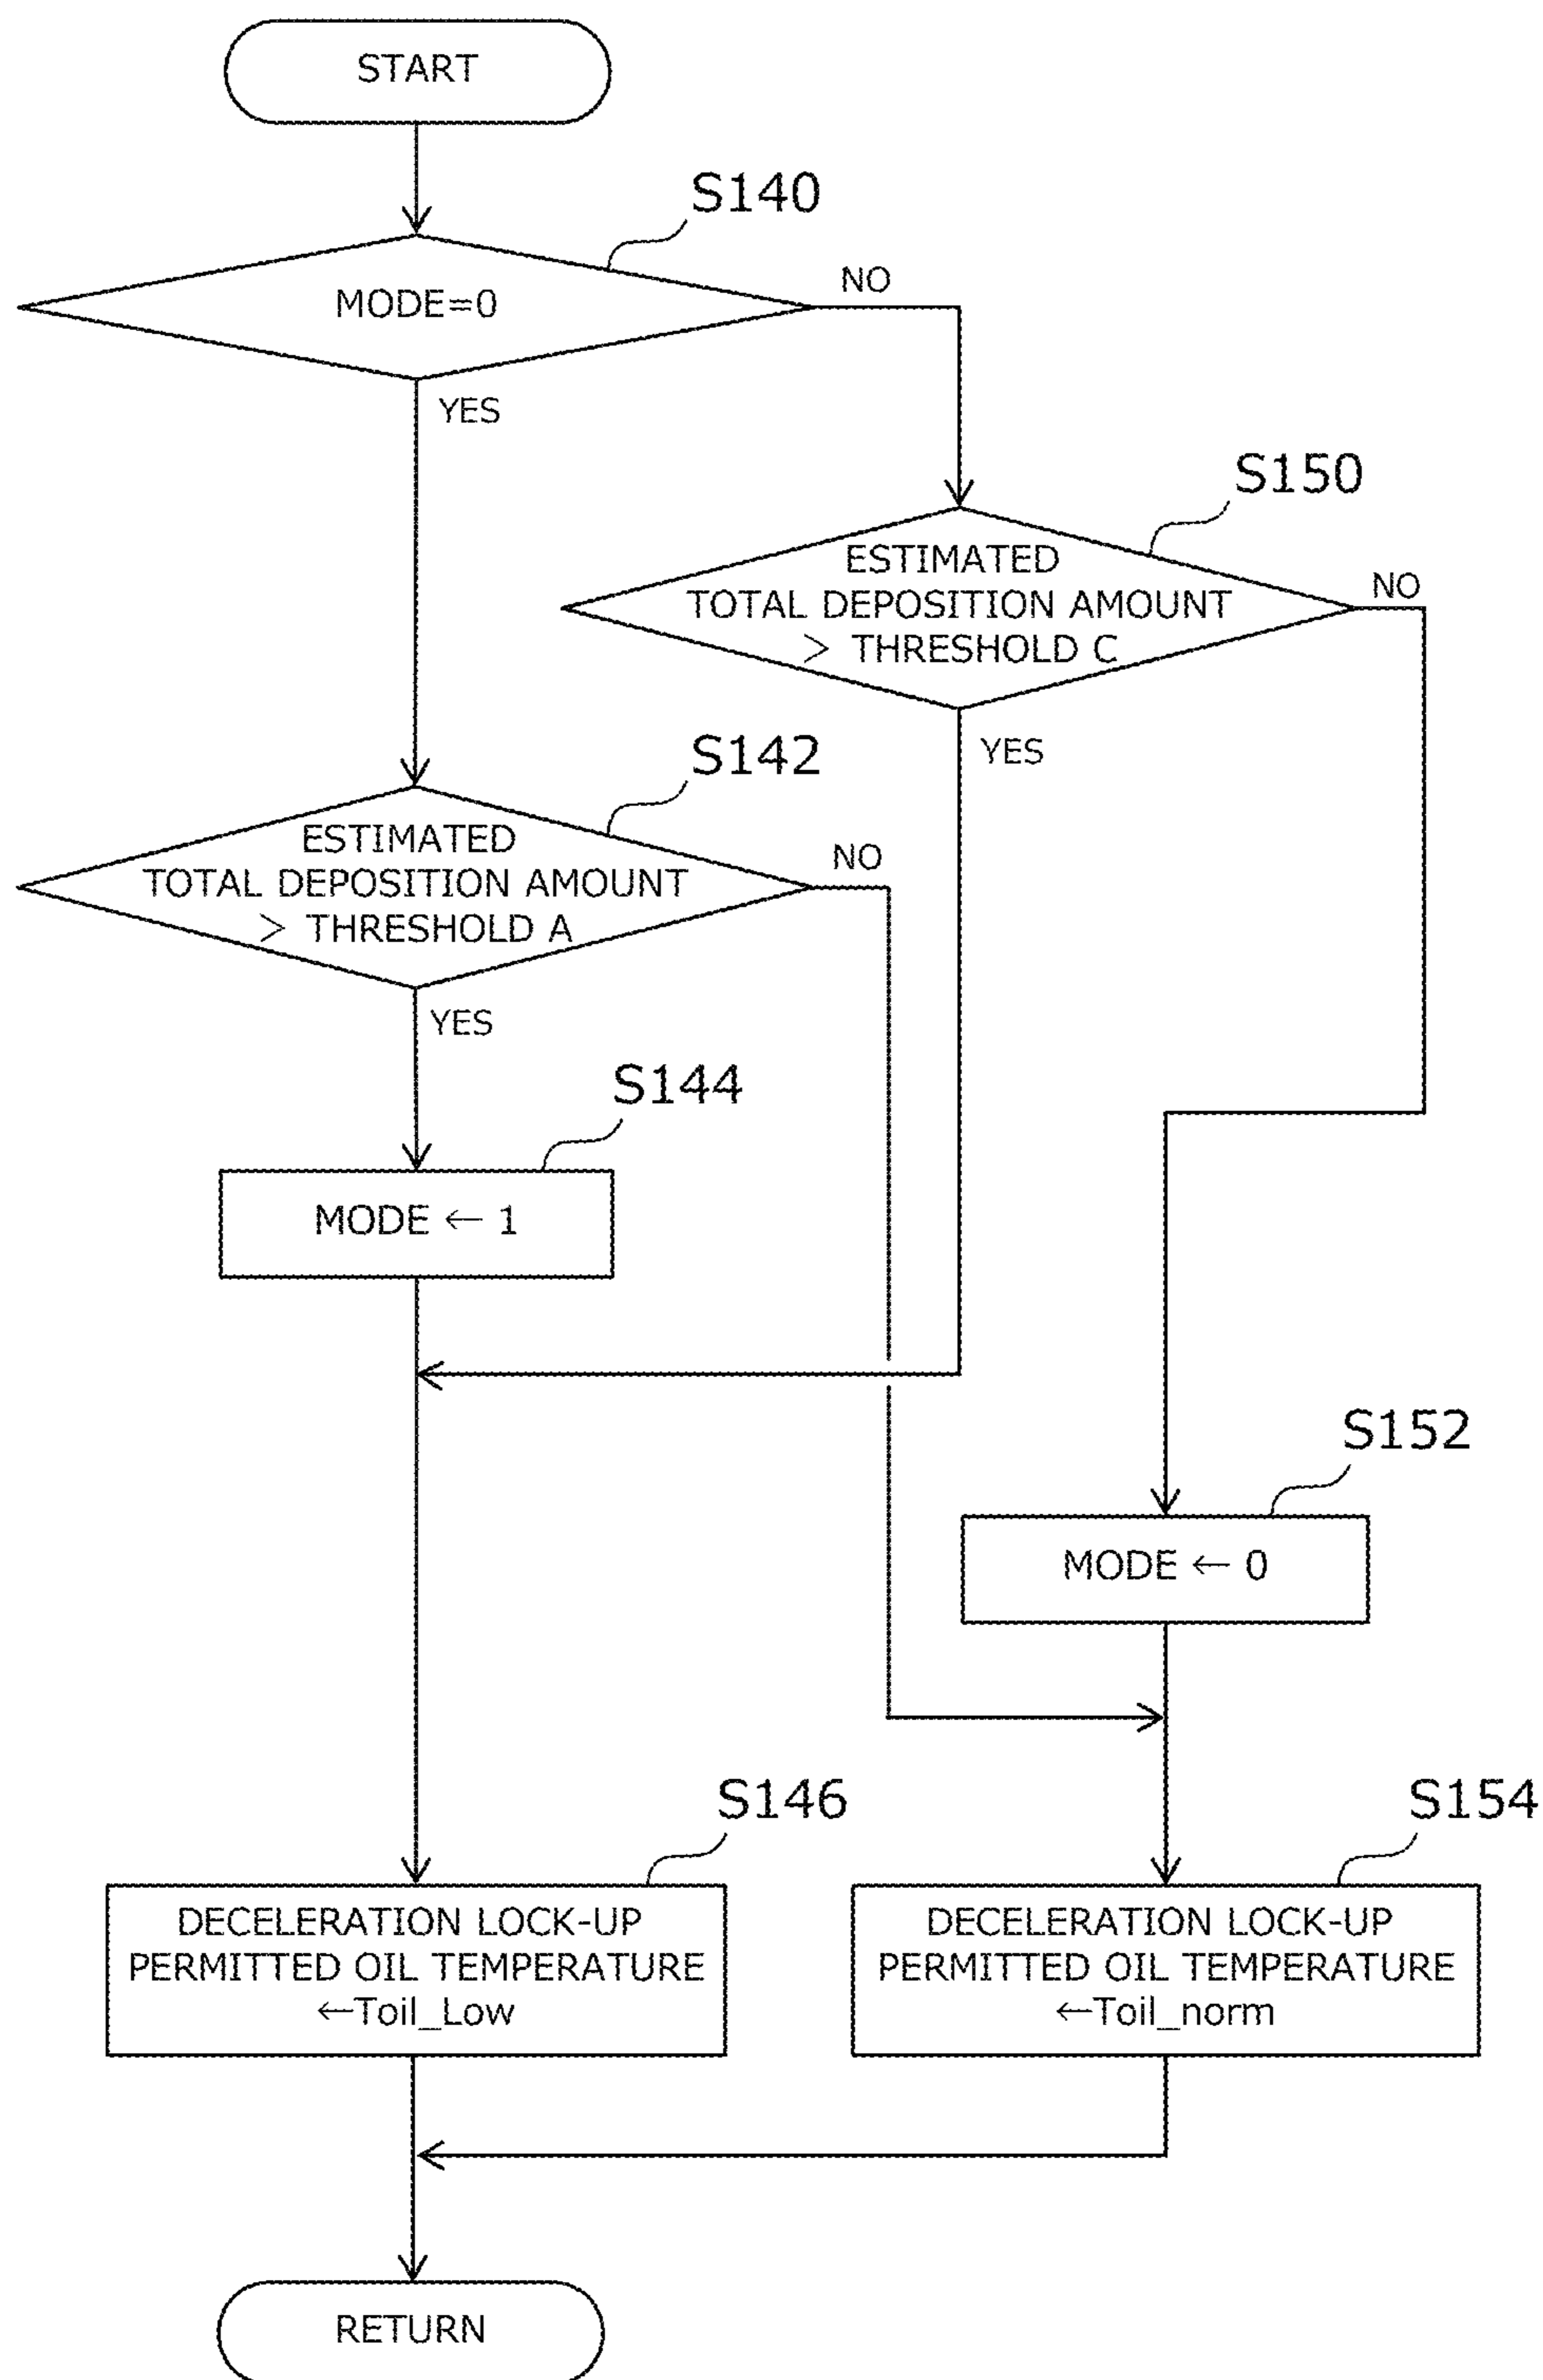 START
S140
MODE=0
NO
YES
S150
ESTIMATED
TOTAL DEPOSITION AMOUNT
> THRESHOLD C
NO
YES
S142
ESTIMATED
TOTAL DEPOSITION AMOUNT
> THRESHOLD A
NO
YES
S144
MODE ← 1
S152
MODE ← 0
S146
DECELERATION LOCK-UP
PERMITTED OIL TEMPERATURE
←Toil_Low
S154
DECELERATION LOCK-UP
PERMITTED OIL TEMPERATURE
←Toil_norm
RETURN